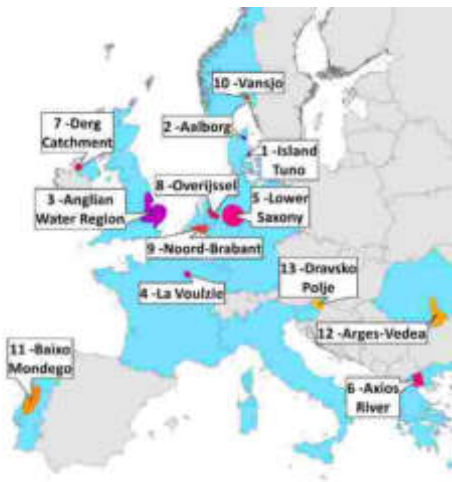 10 -Vansjo
7 -Derg
Catchment
2 -Aalborg
1 -Island
Tuno
8 -Overijssel
3 -Anglian
Water Region
5 -Lower
Saxony
9 -Noord-Brabant
13 -Dravsko
Polje
4 -La Voulzie
12 -Arges-Vedea
11 -Baixo
Mondego
6 -Axios
River